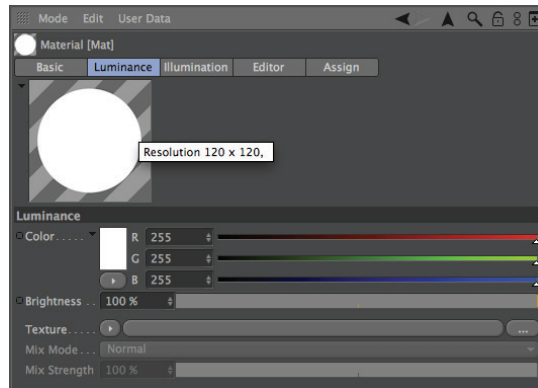 Mode Edit User Data
Material [Mat]
Basic Luminance Illumination Editor Assign
Resolution 120 x 120,
Luminance
Color..... R 255
G 255
B 255
Brightness .. 100 %
Texture..... ...
Mix Mode... Normal
Mix Strength 100 %